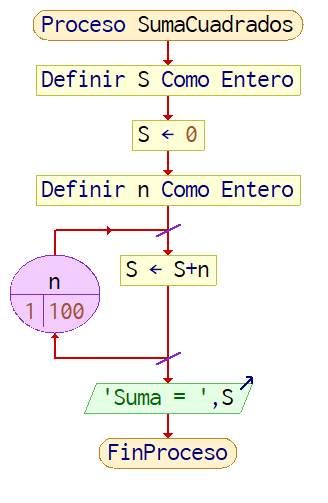 Proceso SumaCuadrados
Definir S Como Entero
S ← 0
Definir n Como Entero
n
1 100
S ← S+n
'Suma = ',S
FinProceso